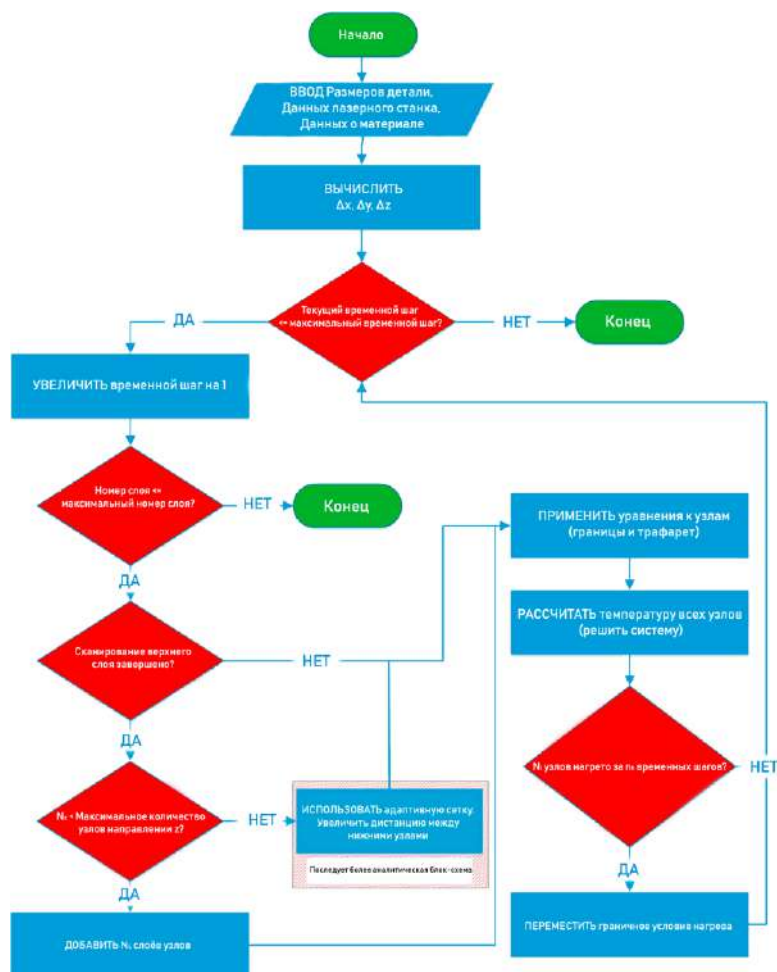 Начало
ВВОД Размеров детали,
Данных лазерного станка,
Данных о материале
ВЫЧИСЛИТЬ
Δx, Δy, Δz
Текущий временной шаг
<= максимальный временной шаг?
ДА
НЕТ
Конец
УВЕЛИЧИТЬ временной шаг на 1
Номер слоя <=
максимальный номер слоя?
НЕТ
Конец
ДА
Сканирование верхнего
слоя завершено?
НЕТ
ДА
Максимальное количество
узлов направлении z?
НЕТ
ИСПОЛЬЗОВАТЬ адаптивную сетку.
Увеличить дистанцию между
нижними узлами
Последует более аналитическая блок-схема
ДА
ДОБАВИТЬ слоёв узлов
ПРИМЕНИТЬ уравнения к узлам
(границы и трафарет)
РАССЧИТАТЬ температуру всех узлов
(решить систему)
узлов нагрето за временных шагов?
НЕТ
ДА
ПЕРЕМЕСТИТЬ граничное условие нагрева